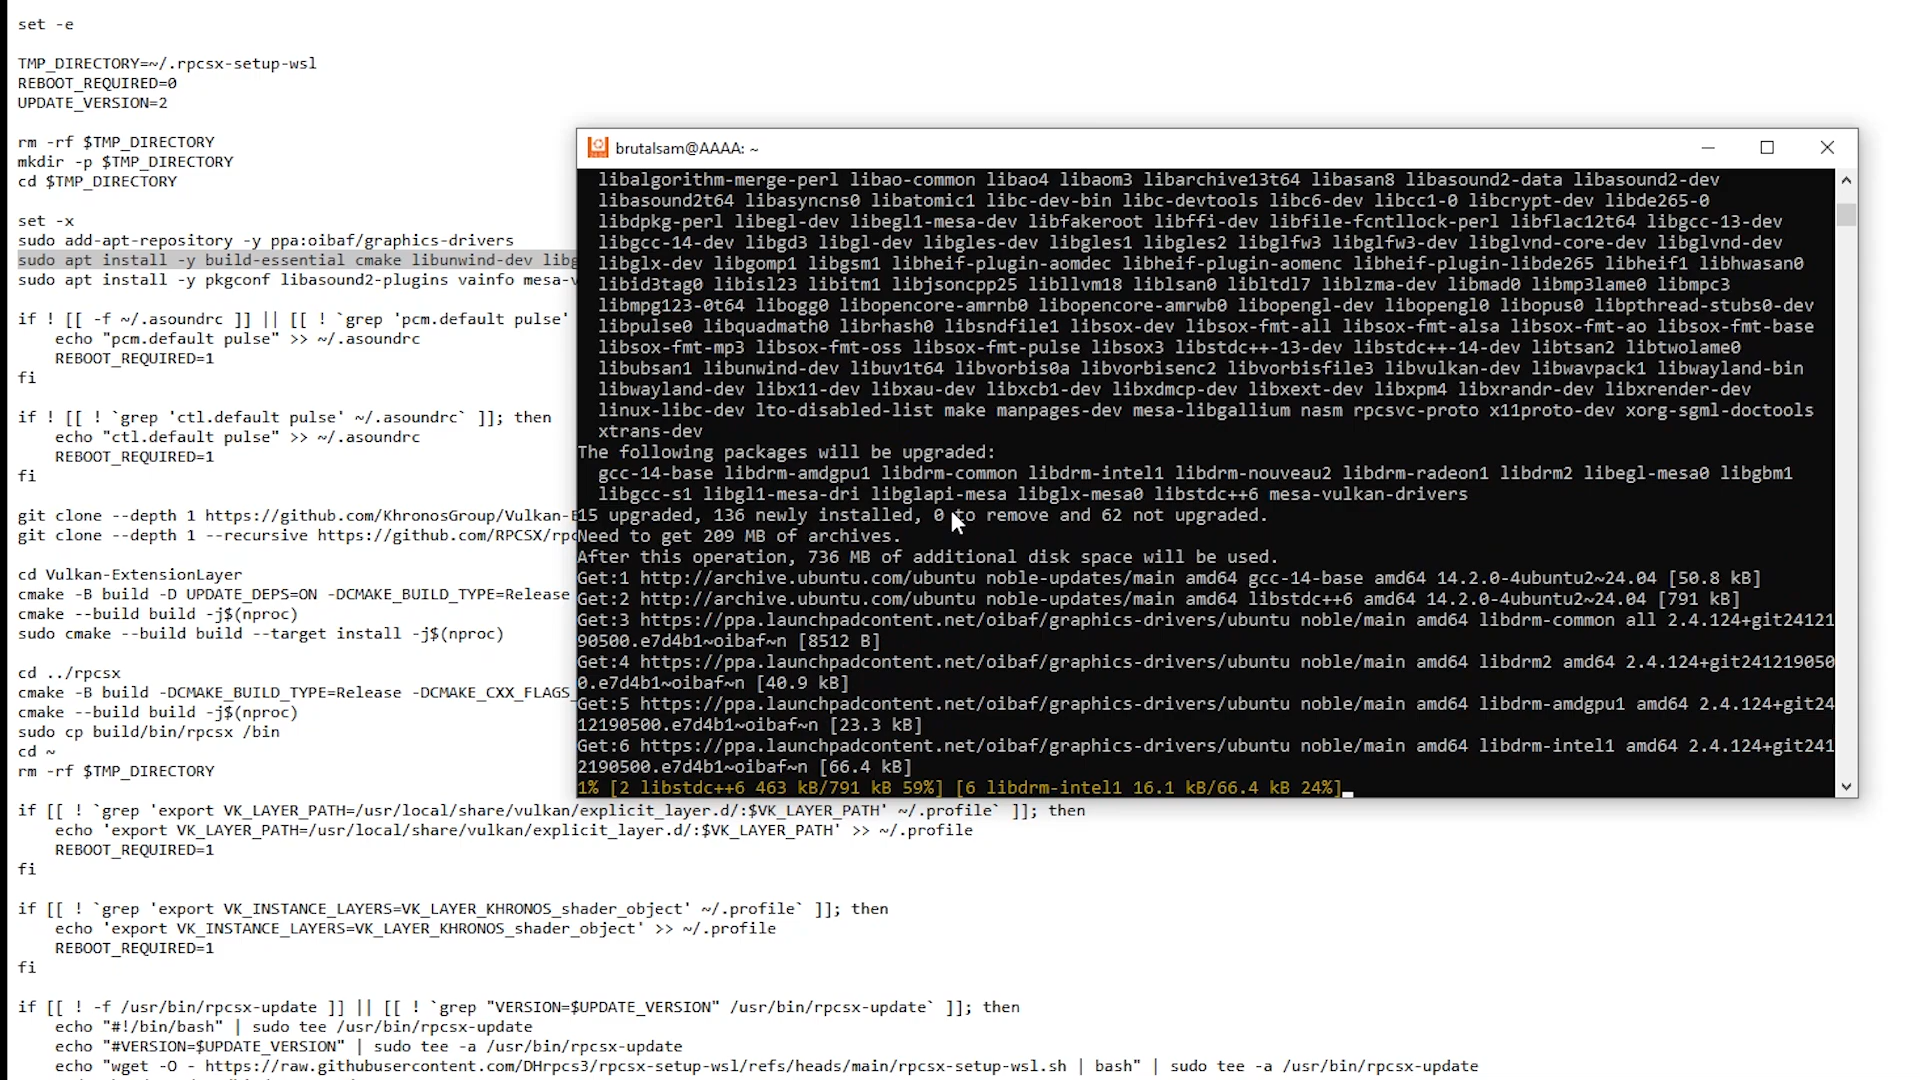 set -e
TMP_DIRECTORY=~/.rpcsx-setup-wsl
REBOOT_REQUIRED=0
UPDATE_VERSION=2
rm -rf $TMP_DIRECTORY
mkdir -p $TMP_DIRECTORY
cd $TMP_DIRECTORY
set -x
sudo add-apt-repository -y ppa:oibaf/graphics-drivers
sudo apt install -y build-essential cmake libunwind-dev libg
sudo apt install -y pkgconf libasound2-plugins vainfo mesa-v
if ! [[ -f ~/.asoundrc ]] || [[ ! `grep 'pcm.default pulse'
    echo "pcm.default pulse" >> ~/.asoundrc
    REBOOT_REQUIRED=1
fi
if ! [[ ! `grep 'ctl.default pulse' ~/.asoundrc` ]]; then
    echo "ctl.default pulse" >> ~/.asoundrc
    REBOOT_REQUIRED=1
fi
git clone --depth 1 https://github.com/KhronosGroup/Vulkan-E
git clone --depth 1 --recursive https://github.com/RPCSX/rpc
cd Vulkan-ExtensionLayer
cmake -B build -D UPDATE_DEPS=ON -DCMAKE_BUILD_TYPE=Release
cmake --build build -j$(nproc)
sudo cmake --build build --target install -j$(nproc)
cd ../rpcsx
cmake -B build -DCMAKE_BUILD_TYPE=Release -DCMAKE_CXX_FLAGS_
cmake --build build -j$(nproc)
sudo cp build/bin/rpcsx /bin
cd ~
rm -rf $TMP_DIRECTORY
if [[ ! `grep 'export VK_LAYER_PATH=/usr/local/share/vulkan/explicit_layer.d/:$VK_LAYER_PATH' ~/.profile` ]]; then
    echo 'export VK_LAYER_PATH=/usr/local/share/vulkan/explicit_layer.d/:$VK_LAYER_PATH' >> ~/.profile
    REBOOT_REQUIRED=1
fi
if [[ ! `grep 'export VK_INSTANCE_LAYERS=VK_LAYER_KHRONOS_shader_object' ~/.profile` ]]; then
    echo 'export VK_INSTANCE_LAYERS=VK_LAYER_KHRONOS_shader_object' >> ~/.profile
    REBOOT_REQUIRED=1
fi
if [[ ! -f /usr/bin/rpcsx-update ]] || [[ ! `grep "VERSION=$UPDATE_VERSION" /usr/bin/rpcsx-update` ]]; then
    echo "#!/bin/bash" | sudo tee /usr/bin/rpcsx-update
    echo "#VERSION=$UPDATE_VERSION" | sudo tee -a /usr/bin/rpcsx-update
    echo "wget -O - https://raw.githubusercontent.com/DHrpcs3/rpcsx-setup-wsl/refs/heads/main/rpcsx-setup-wsl.sh | bash" | sudo tee -a /usr/bin/rpcsx-update
brutalsam@AAAA: ~
libalgorithm-merge-perl libao-common libao4 libaom3 libarchive13t64 libasan8 libasound2-data libasound2-dev
libasound2t64 libasyncns0 libatomic1 libc-dev-bin libc-devtools libc6-dev libcc1-0 libcrypt-dev libde265-0
libdpkg-perl libegl-dev libegl1-mesa-dev libfakeroot libffi-dev libfile-fcntllock-perl libflac12t64 libgcc-13-dev
libgcc-14-dev libgd3 libgl-dev libgles-dev libgles1 libgles2 libglfw3 libglfw3-dev libglvnd-core-dev libglvnd-dev
libglx-dev libgomp1 libgsm1 libheif-plugin-aomdec libheif-plugin-aomenc libheif-plugin-libde265 libheif1 libhwasan0
libid3tag0 libisl23 libitm1 libjsoncpp25 libllvm18 liblsan0 libltdl7 liblzma-dev libmad0 libmp3lame0 libmpc3
libmpg123-0t64 libogg0 libopencore-amrnb0 libopencore-amrwb0 libopengl-dev libopengl0 libopus0 libpthread-stubs0-dev
libpulse0 libquadmath0 librhash0 libsndfile1 libsox-dev libsox-fmt-all libsox-fmt-alsa libsox-fmt-ao libsox-fmt-base
libsox-fmt-mp3 libsox-fmt-oss libsox-fmt-pulse libsox3 libstdc++-13-dev libstdc++-14-dev libtsan2 libtwolame0
libubsan1 libunwind-dev libuv1t64 libvorbis0a libvorbisenc2 libvorbisfile3 libvulkan-dev libwavpack1 libwayland-bin
libwayland-dev libx11-dev libxau-dev libxcb1-dev libxdmcp-dev libxext-dev libxpm4 libxrandr-dev libxrender-dev
linux-libc-dev lto-disabled-list make manpages-dev mesa-libgallium nasm rpcsvc-proto x11proto-dev xorg-sgml-doctools
xtrans-dev
The following packages will be upgraded:
gcc-14-base libdrm-amdgpu1 libdrm-common libdrm-intel1 libdrm-nouveau2 libdrm-radeon1 libdrm2 libegl-mesa0 libgbm1
libgcc-s1 libgl1-mesa-dri libglapi-mesa libglx-mesa0 libstdc++6 mesa-vulkan-drivers
15 upgraded, 136 newly installed, 0 to remove and 62 not upgraded.
Need to get 209 MB of archives.
After this operation, 736 MB of additional disk space will be used.
Get:1 http://archive.ubuntu.com/ubuntu noble-updates/main amd64 gcc-14-base amd64 14.2.0-4ubuntu2~24.04 [50.8 kB]
Get:2 http://archive.ubuntu.com/ubuntu noble-updates/main amd64 libstdc++6 amd64 14.2.0-4ubuntu2~24.04 [791 kB]
Get:3 https://ppa.launchpadcontent.net/oibaf/graphics-drivers/ubuntu noble/main amd64 libdrm-common all 2.4.124+git24121
90500.e7d4b1~oibaf~n [8512 B]
Get:4 https://ppa.launchpadcontent.net/oibaf/graphics-drivers/ubuntu noble/main amd64 libdrm2 amd64 2.4.124+git241219050
0.e7d4b1~oibaf~n [40.9 kB]
Get:5 https://ppa.launchpadcontent.net/oibaf/graphics-drivers/ubuntu noble/main amd64 libdrm-amdgpu1 amd64 2.4.124+git24
12190500.e7d4b1~oibaf~n [23.3 kB]
Get:6 https://ppa.launchpadcontent.net/oibaf/graphics-drivers/ubuntu noble/main amd64 libdrm-intel1 amd64 2.4.124+git241
2190500.e7d4b1~oibaf~n [66.4 kB]
1% [2 libstdc++6 463 kB/791 kB 59%] [6 libdrm-intel1 16.1 kB/66.4 kB 24%]